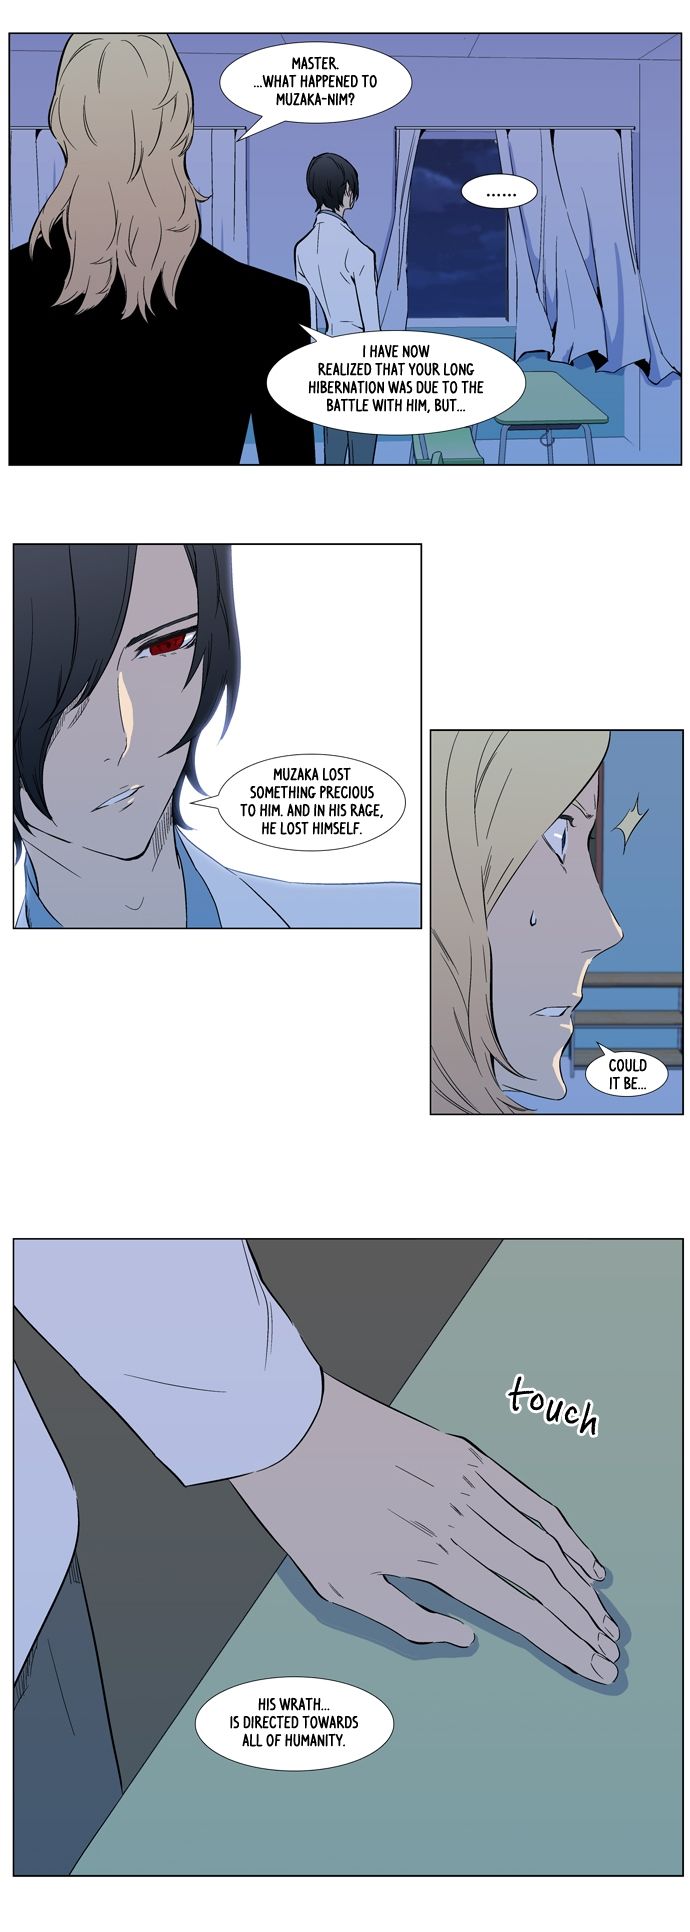 MASTER.
...WHAT HAPPENED TO
MUZAKA-NIM?
......
I HAVE NOW
REALIZED THAT YOUR LONG
HIBERNATION WAS DUE TO THE
BATTLE WITH HIM, BUT...
MUZAKA LOST
SOMETHING PRECIOUS
TO HIM. AND IN HIS RAGE,
HE LOST HIMSELF.
COULD
IT BE...
touch
HIS WRATH...
IS DIRECTED TOWARDS
ALL OF HUMANITY.